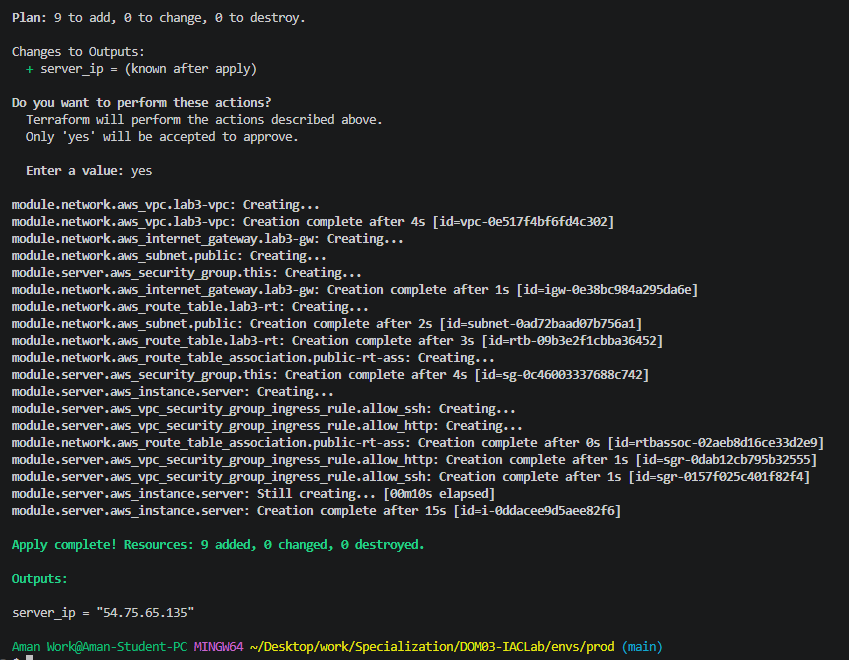 Plan: 9 to add, 0 to change, 0 to destroy.
Changes to Outputs:
+ server_ip = (known after apply)
Do you want to perform these actions?
Terraform will perform the actions described above.
Only 'yes' will be accepted to approve.
Enter a value: yes
module.network.aws_vpc.lab3-vpc: Creating...
module.network.aws_vpc.lab3-vpc: Creation complete after 4s [id=vpc-0e517f4bf6fd4c302]
module.network.aws_internet_gateway.lab3-gw: Creating...
module.network.aws_subnet.public: Creating...
module.server.aws_security_group.this: Creating...
module.network.aws_internet_gateway.lab3-gw: Creation complete after 1s [id=igw-0e38bc984a295da6e]
module.network.aws_route_table.lab3-rt: Creating...
module.network.aws_subnet.public: Creation complete after 2s [id=subnet-0ad72baad07b756a1]
module.network.aws_route_table.lab3-rt: Creation complete after 3s [id=rtb-09b3e2f1cbba36452]
module.network.aws_route_table_association.public-rt-ass: Creating...
module.server.aws_security_group.this: Creation complete after 4s [id=sg-0c46003337688c742]
module.server.aws_instance.server: Creating...
module.server.aws_vpc_security_group_ingress_rule.allow_ssh: Creating...
module.server.aws_vpc_security_group_ingress_rule.allow_http: Creating...
module.network.aws_route_table_association.public-rt-ass: Creation complete after 0s [id=rtbassoc-02aeb8d16ce33d2e9]
module.server.aws_vpc_security_group_ingress_rule.allow_http: Creation complete after 1s [id=sgr-0dab12cb795b32555]
module.server.aws_vpc_security_group_ingress_rule.allow_ssh: Creation complete after 1s [id=sgr-0157f025c401f82f4]
module.server.aws_instance.server: Still creating... [00m10s elapsed]
module.server.aws_instance.server: Creation complete after 15s [id=i-0ddacee9d5aee82f6]
Apply complete! Resources: 9 added, 0 changed, 0 destroyed.
Outputs:
server_ip = "54.75.65.135"
Aman Work@Aman-Student-PC MINGW64 ~/Desktop/work/Specialization/DOM03-IACLab/envs/prod (main)